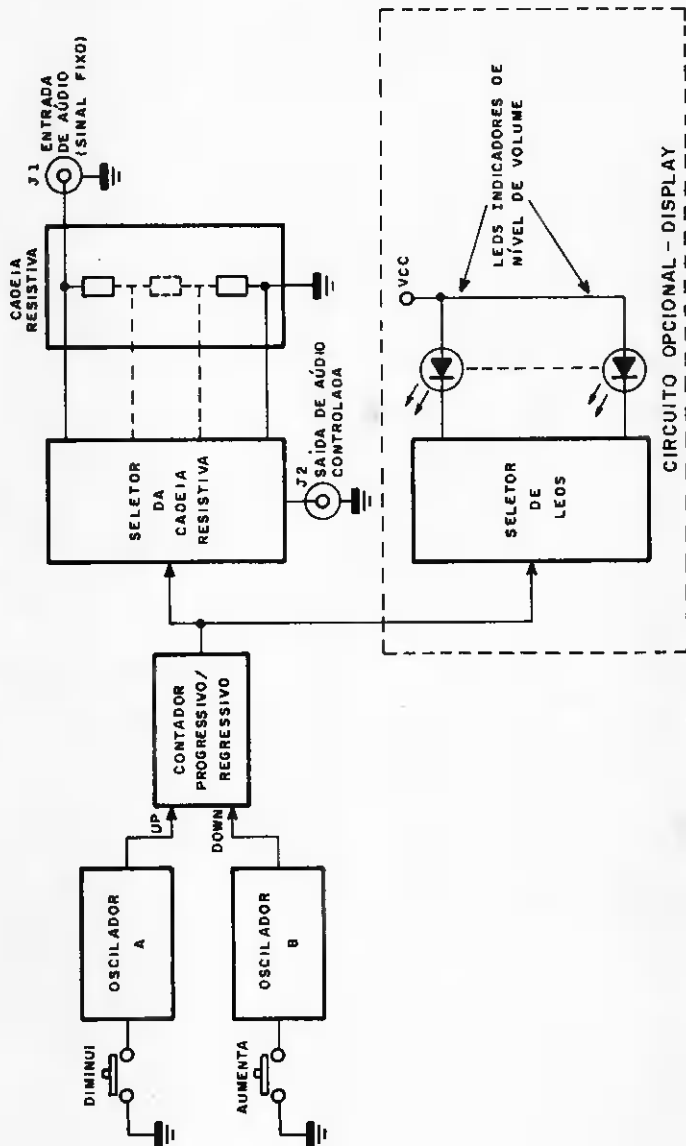 DIMINUI
OSCILADOR
A
AUMENTA
OSCILADOR
B
UP
DOWN
CONTADOR
PROGRESSIVO/
REGRESSIVO
SELETOR
DA
CADEIA
RESISTIVA
CADEIA
RESISTIVA
J1
ENTRADA
DE AÚDIO
(SINAL FIXO)
J2
SAÍDA DE AÚDIO
CONTROLADA
SELETOR
DE
LEDS
VCC
LEDS INDICADORES DE
NÍVEL DE VOLUME
CIRCUITO OPCIONAL - DISPLAY